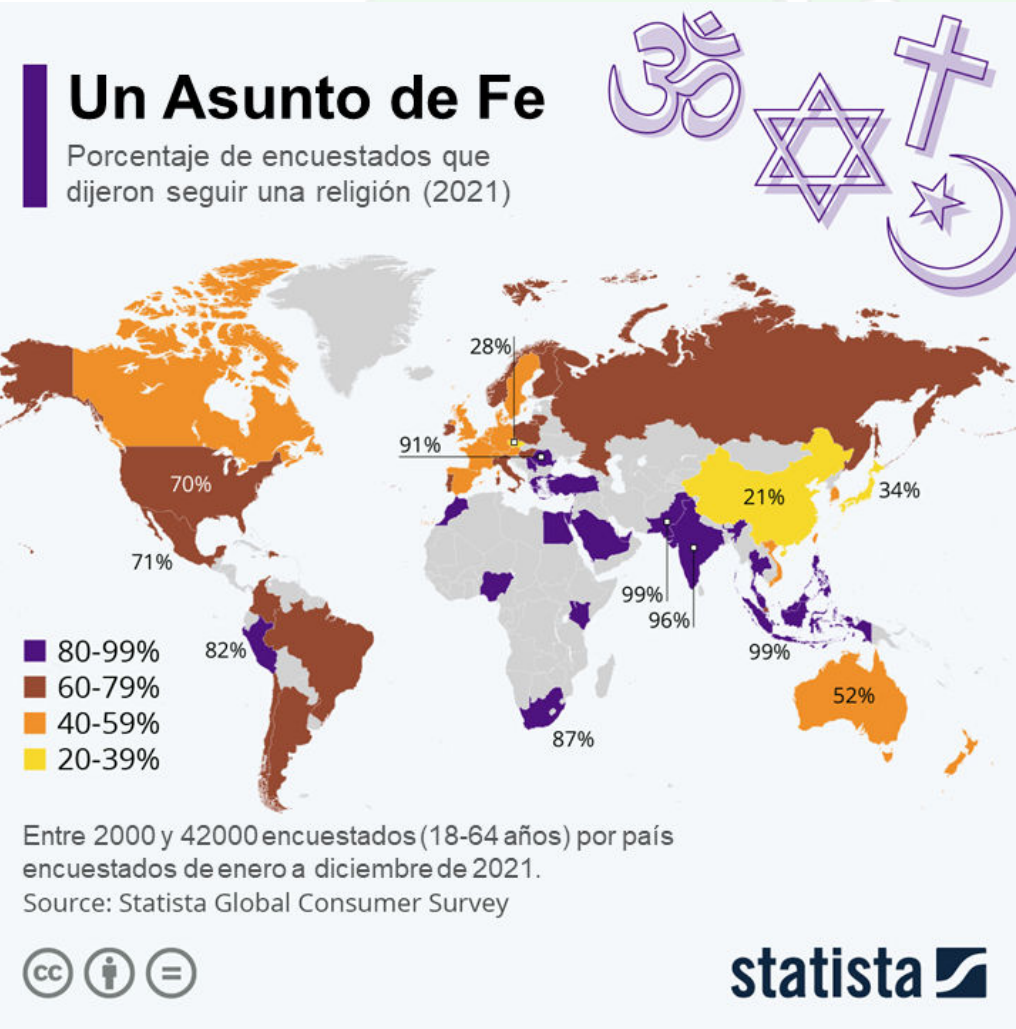 Un Asunto de Fe
Porcentaje de encuestados que
dijeron seguir una religión (2021)
28%
91%
70%
21%
34%
71%
99%
96%
82%
99%
52%
87%
80-99%
60-79%
40-59%
20-39%
Entre 2000 y 42000 encuestados (18-64 años) por país
encuestados de enero a diciembre de 2021.
Source: Statista Global Consumer Survey
cc
statista